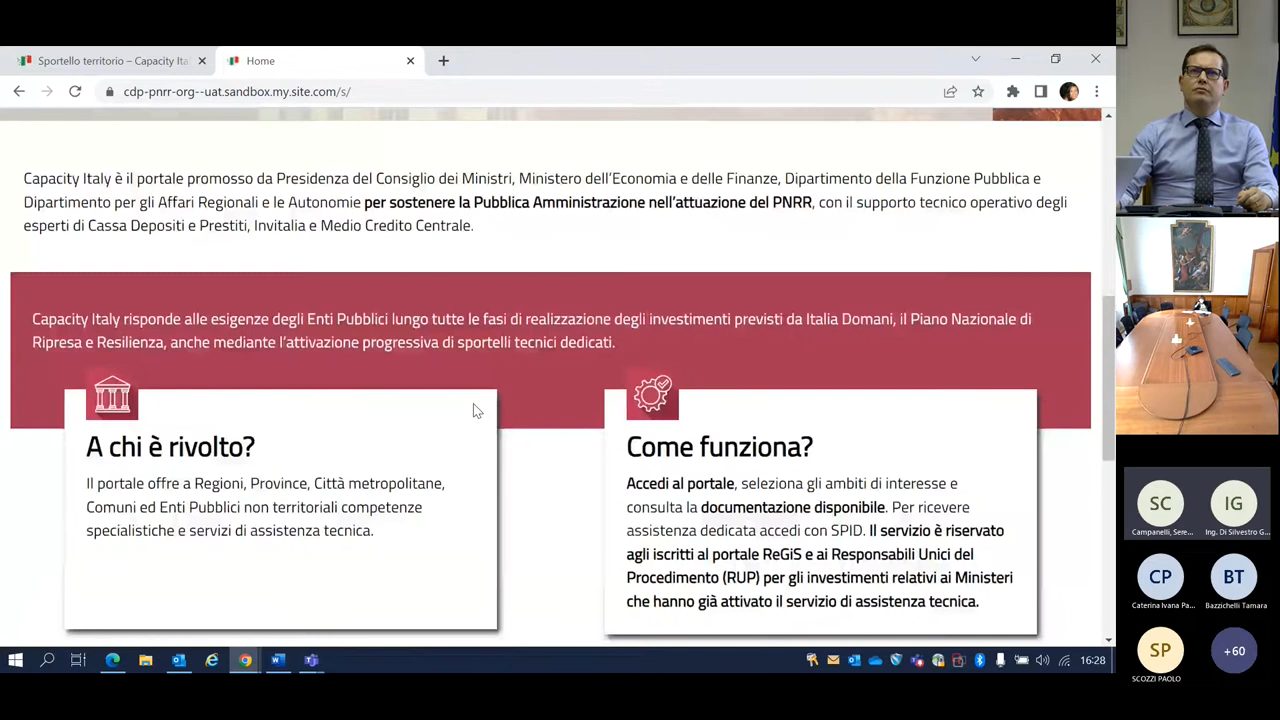 Sportello territorio – Capacity Ita
Home
cdp-pnrr-org--uat.sandbox.my.site.com/s/
Capacity Italy è il portale promosso da Presidenza del Consiglio dei Ministri, Ministero dell'Economia e delle Finanze, Dipartimento della Funzione Pubblica e
Dipartimento per gli Affari Regionali e le Autonomie per sostenere la Pubblica Amministrazione nell'attuazione del PNRR, con il supporto tecnico operativo degli
esperti di Cassa Depositi e Prestiti, Invitalia e Medio Credito Centrale.
Capacity Italy risponde alle esigenze degli Enti Pubblici lungo tutte le fasi di realizzazione degli investimenti previsti da Italia Domani, il Piano Nazionale di
Ripresa e Resilienza, anche mediante l'attivazione progressiva di sportelli tecnici dedicati.
A chi è rivolto?
Il portale offre a Regioni, Province, Città metropolitane,
Comuni ed Enti Pubblici non territoriali competenze
specialistiche e servizi di assistenza tecnica.
Come funziona?
Accedi al portale, seleziona gli ambiti di interesse e
consulta la documentazione disponibile. Per ricevere
assistenza dedicata accedi con SPID. Il servizio è riservato
agli iscritti al portale ReGiS e ai Responsabili Unici del
Procedimento (RUP) per gli investimenti relativi ai Ministeri
che hanno già attivato il servizio di assistenza tecnica.
16:28
SC
Campanelli, Sere...
IG
Ing. Di Silvestro G...
CP
Caterina Ivana Pa...
BT
Bazzichelli Tamara
SP
SCOZZI PAOLO
+60